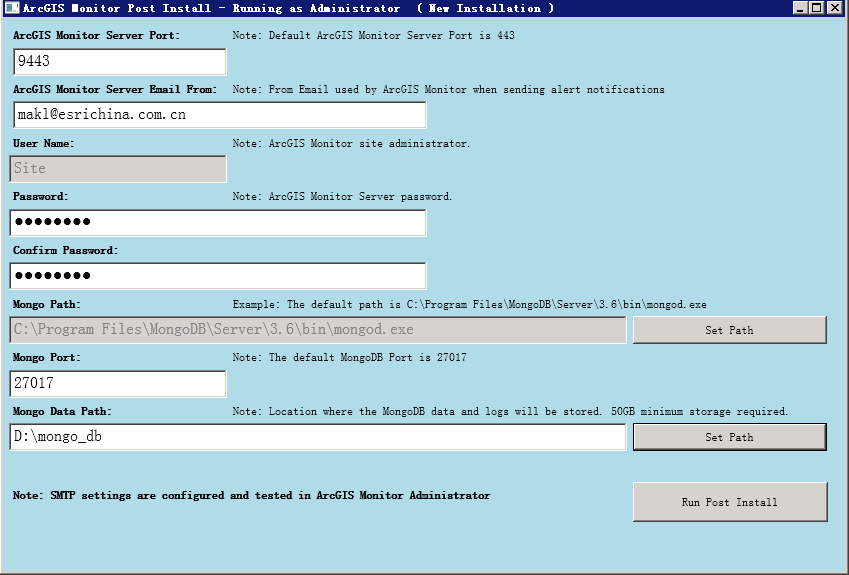 ArcGIS Monitor Post Install - Running as Administrator ( New Installation )
ArcGIS Monitor Server Port: Note: Default ArcGIS Monitor Server Port is 443
9443
ArcGIS Monitor Server Email From: Note: From Email used by ArcGIS Monitor when sending alert notifications
makl@esrichina.com.cn
User Name: Note: ArcGIS Monitor site administrator.
Site
Password: Note: ArcGIS Monitor Server password.
●●●●●●●●
Confirm Password:
●●●●●●●●
Mongo Path: Example: The default path is C:\Program Files\MongoDB\Server\3.6\bin\mongod.exe
C:\Program Files\MongoDB\Server\3.6\bin\mongod.exe Set Path
Mongo Port: Note: The default MongoDB Port is 27017
27017
Mongo Data Path: Note: Location where the MongoDB data and logs will be stored. 50GB minimum storage required.
D:\mongo_db Set Path
Note: SMTP settings are configured and tested in ArcGIS Monitor Administrator
Run Post Install